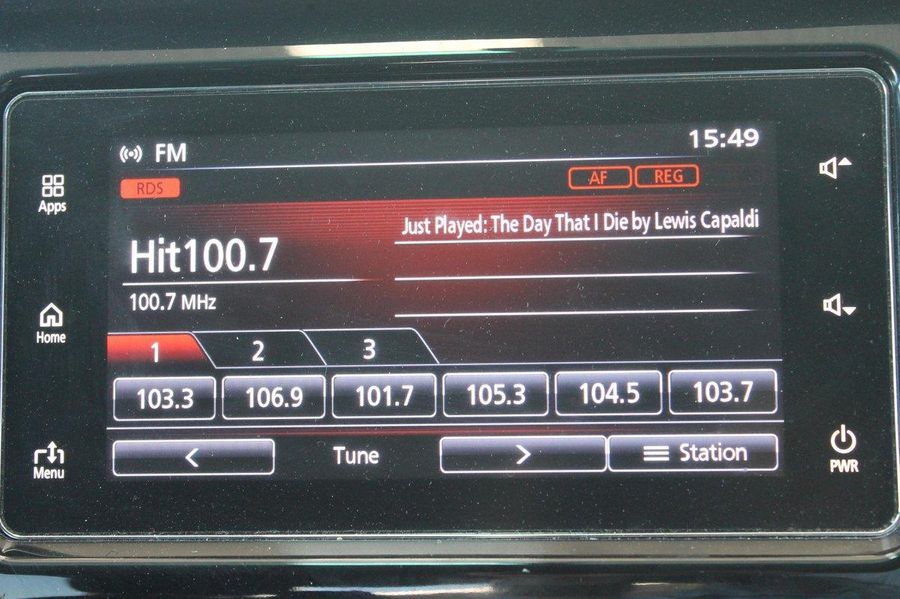 FM
15:49
RDS
AF
REG
Just Played: The Day That I Die by Lewis Capaldi
Hit100.7
100.7 MHz
1
2
3
103.3
106.9
101.7
105.3
104.5
103.7
<
Tune
>
Station
Apps
Home
Menu
PWR